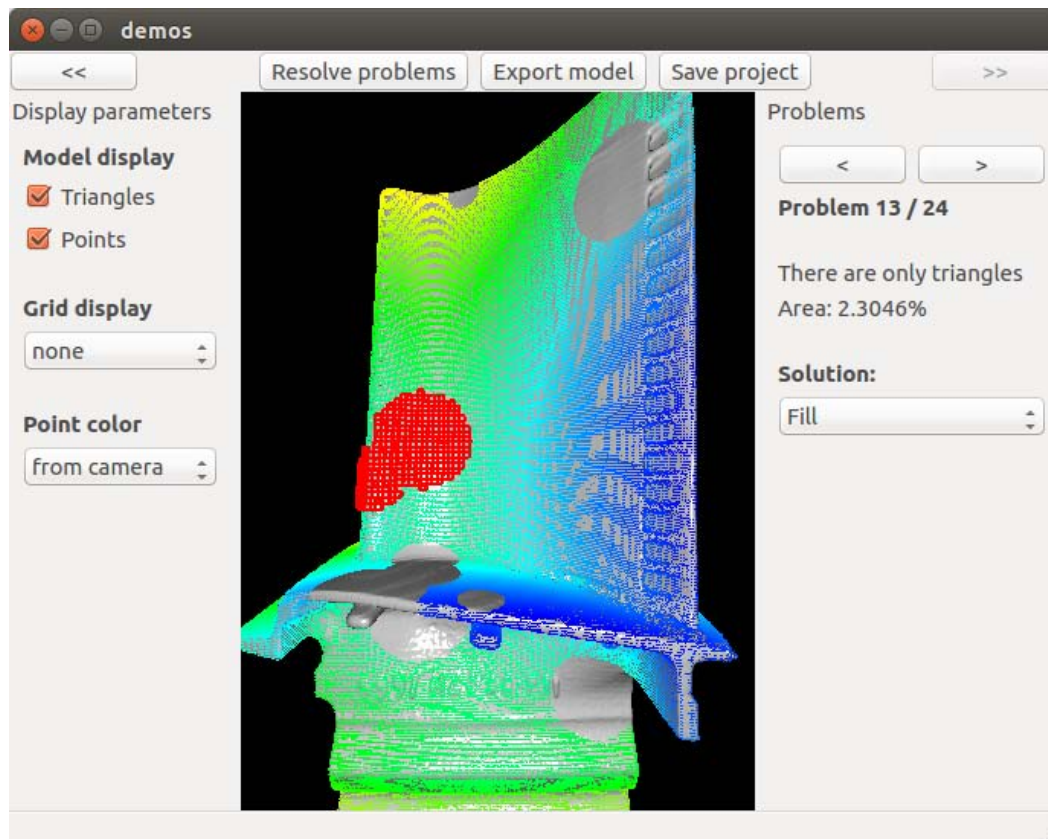 demos
<< Resolve problems Export model Save project >>
Display parameters
Model display
Triangles
Points
Grid display
none
Point color
from camera
Problems
< >
Problem 13 / 24
There are only triangles
Area: 2.3046%
Solution:
Fill